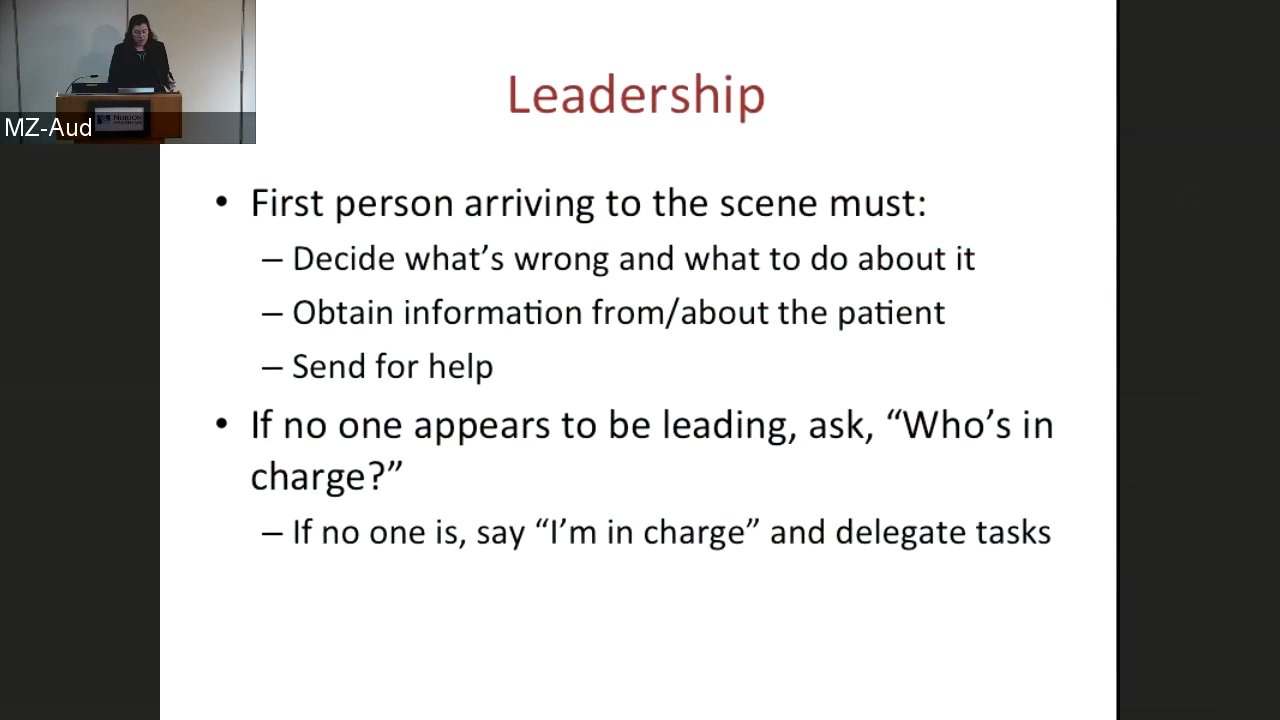 Leadership
NORTON
MZ-Aud
• First person arriving to the scene must:
– Decide what’s wrong and what to do about it
– Obtain information from/about the patient
– Send for help
• If no one appears to be leading, ask, “Who’s in
charge?”
– If no one is, say “I’m in charge” and delegate tasks